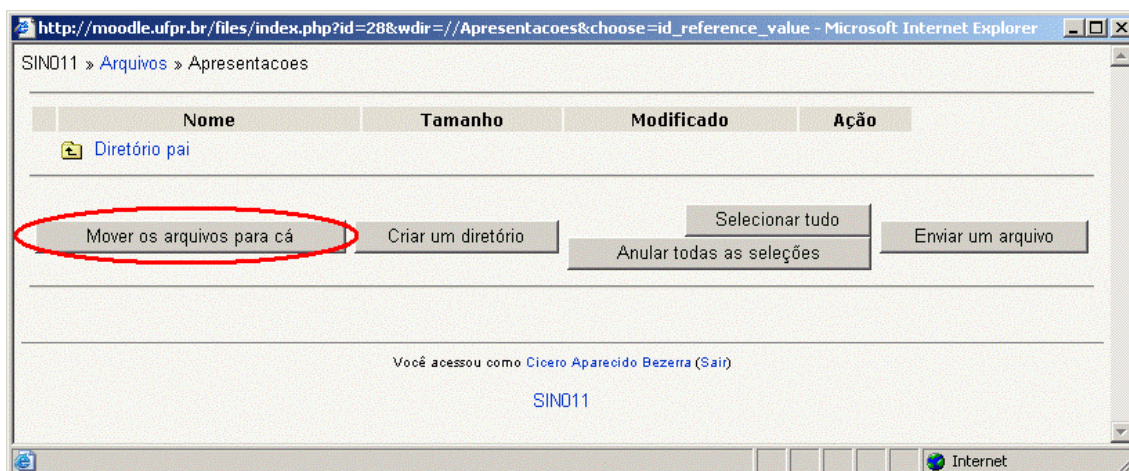 http://moodle.ufpr.br/files/index.php?id=28&wdir=//Apresentacoes&choose=id_reference_value - Microsoft Internet Explorer
SIN011 » Arquivos » Apresentacoes
Nome Tamanho Modificado Ação
Diretório pai
Mover os arquivos para cá Criar um diretório Selecionar tudo Enviar um arquivo
Anular todas as seleções
Você acessou como Cicero Aparecido Bezerra (Sair)
SIN011
Internet